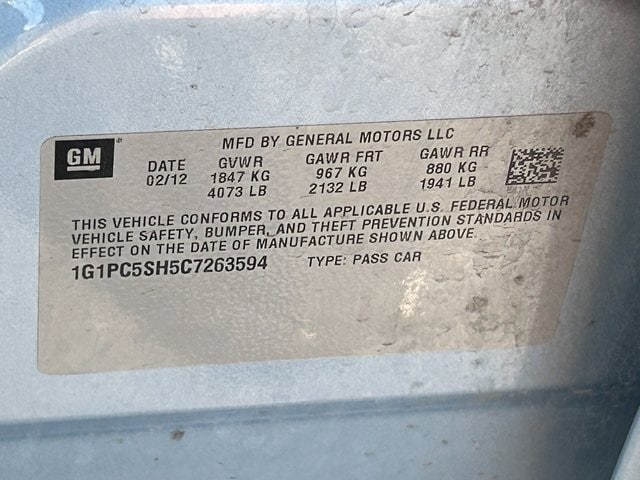 GM
MFD BY GENERAL MOTORS LLC
DATE GVWR GAWR FRT GAWR RR
02/12 1847 KG 967 KG 880 KG
4073 LB 2132 LB 1941 LB
THIS VEHICLE CONFORMS TO ALL APPLICABLE U.S. FEDERAL MOTOR
VEHICLE SAFETY, BUMPER, AND THEFT PREVENTION STANDARDS IN
EFFECT ON THE DATE OF MANUFACTURE SHOWN ABOVE.
1G1PC5SH5C7263594 TYPE: PASS CAR